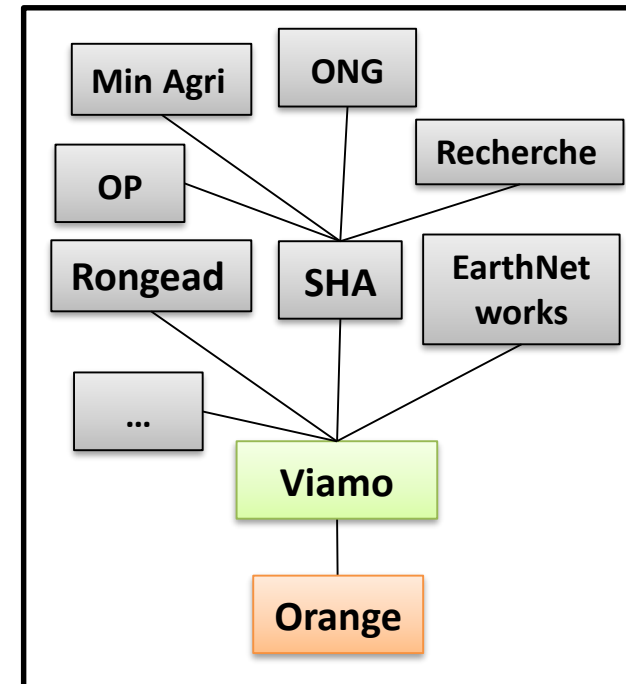 Min Agri
ONG
Recherche
OP
Rongead
SHA
EarthNet
works
...
Viamo
Orange